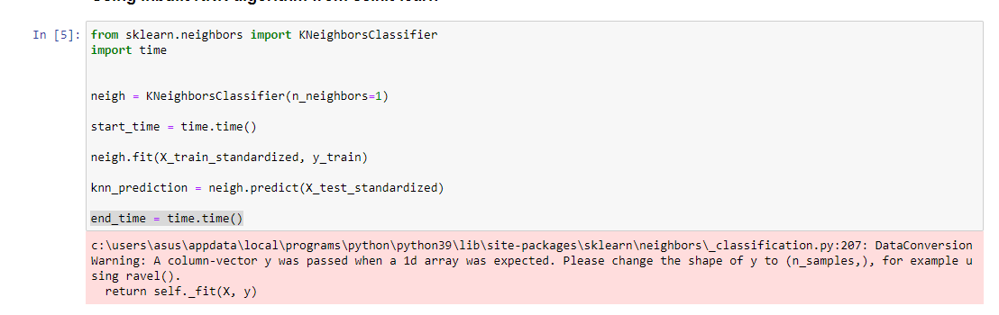 In [5]: from sklearn.neighbors import KNeighborsClassifier
import time
neigh = KNeighborsClassifier(n_neighbors=1)
start_time = time.time()
neigh.fit(X_train_standardized, y_train)
knn_prediction = neigh.predict(X_test_standardized)
end_time = time.time()
c:\users\asus\appdata\local\programs\python\python39\lib\site-packages\sklearn\neighbors\_classification.py:207: DataConversion
Warning: A column-vector y was passed when a 1d array was expected. Please change the shape of y to (n_samples,), for example u
sing ravel().
return self._fit(X, y)